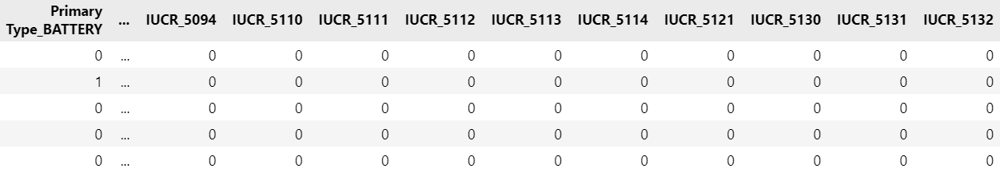 Primary
Type_BATTERY ... IUCR_5094 IUCR_5110 IUCR_5111 IUCR_5112 IUCR_5113 IUCR_5114 IUCR_5121 IUCR_5130 IUCR_5131 IUCR_5132
0 ... 0 0 0 0 0 0 0 0 0 0
1 ... 0 0 0 0 0 0 0 0 0 0
0 ... 0 0 0 0 0 0 0 0 0 0
0 ... 0 0 0 0 0 0 0 0 0 0
0 ... 0 0 0 0 0 0 0 0 0 0